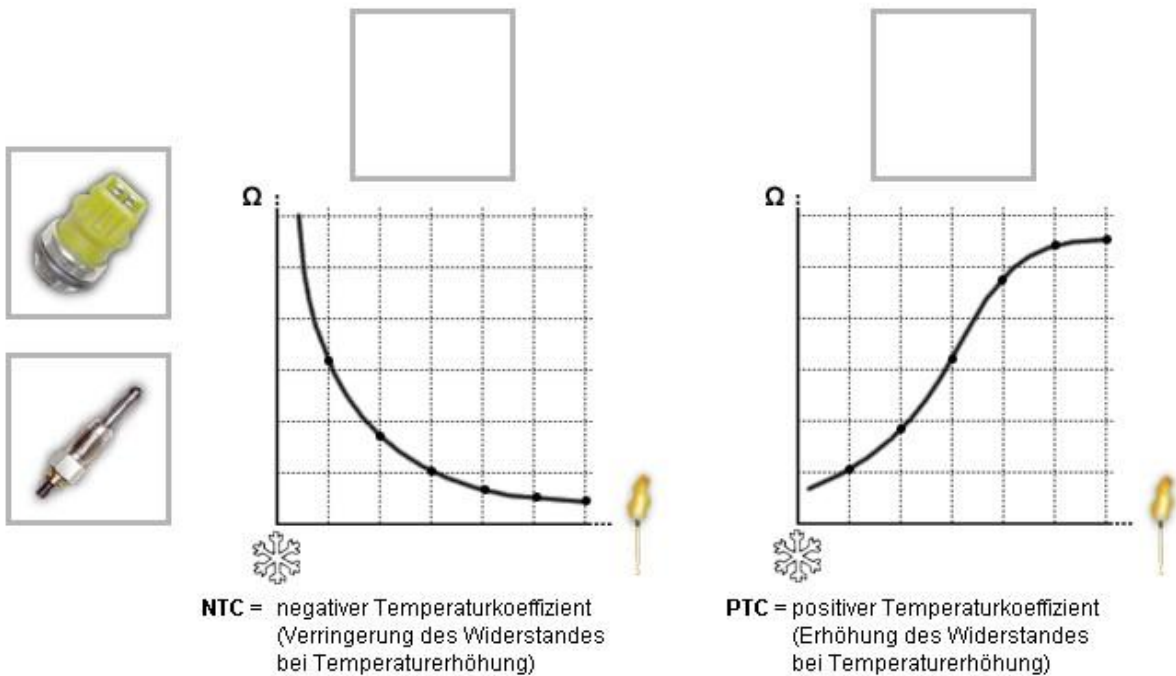 Ω
Ω
NTC = negativer Temperaturkoeffizient
(Verringerung des Widerstandes
bei Temperaturerhöhung)
PTC = positiver Temperaturkoeffizient
(Erhöhung des Widerstandes
bei Temperaturerhöhung)